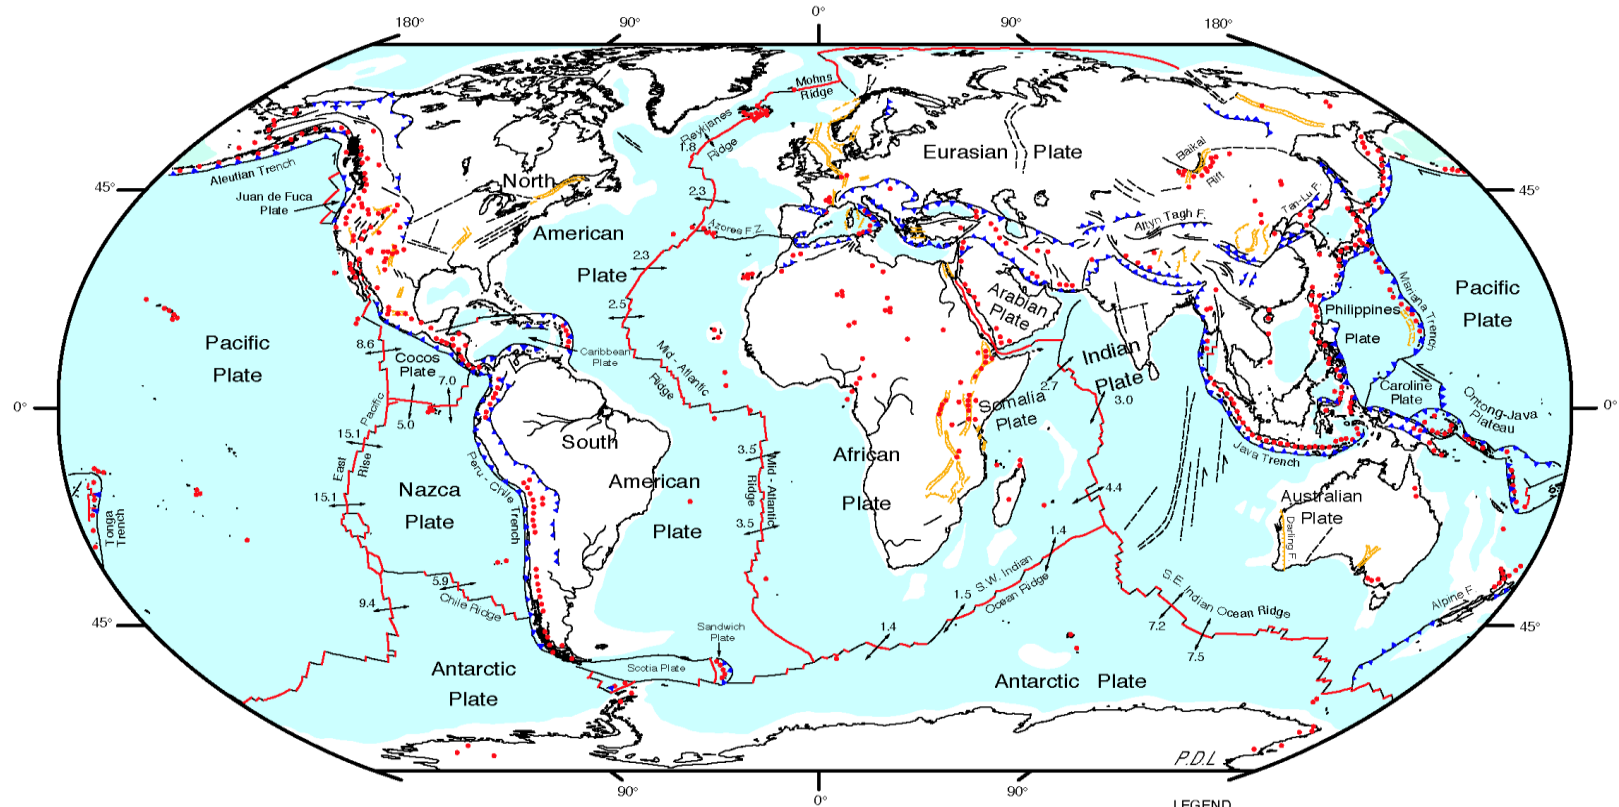 180°
90°
0°
90°
180°
Mohns
Ridge
Reykjanes
Ridge
1.8
Eurasian Plate
Baikal
Rift
Aleutian Trench
45°
45°
North
Juan de Fuca
Plate
2.3
Tan-Lu F.
Altyn Tagh F.
Azores F.Z.
American
Plate
2.3
2.5
Arabian
Plate
Mariana Trench
Pacific
Plate
Philippines
Plate
Pacific
Plate
8.6
Cocos
Plate
7.0
5.0
Caribbean
Plate
Mid - Atlantic
Ridge
Indian
Plate
2.7
3.0
Somalia
Plate
Caroline
Plate
Ontong-Java
Plateau
0°
0°
East Pacific
Rise
15.1
15.1
South
American
Plate
3.5
Mid - Atlantic
Ridge
3.5
African
Plate
Java Trench
Nazca
Plate
Peru - Chile Trench
4.4
1.4
Australian
Plate
Darling F.
Tonga
Trench
5.9
Chile Ridge
9.4
1.5
S.W. Indian
Ocean Ridge
S.E. Indian Ocean Ridge
7.2
7.5
Alpine F.
45°
45°
1.4
Sandwich
Plate
Scotia Plate
Antarctic
Plate
Antarctic Plate
P.D.L
90°
0°
90°
LEGEND